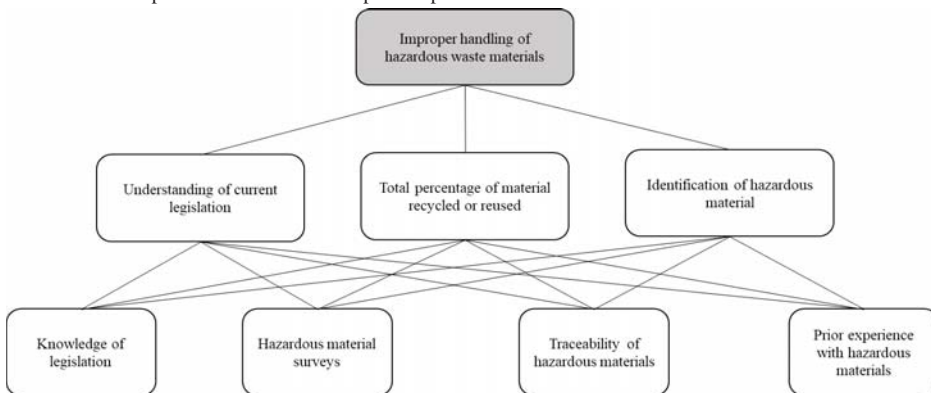 Improper handling of
hazardous waste materials
Understanding of current
legislation
Total percentage of material
recycled or reused
Identification of hazardous
material
Knowledge of
legislation
Hazardous material
surveys
Traceability of
hazardous materials
Prior experience
with hazardous
materials